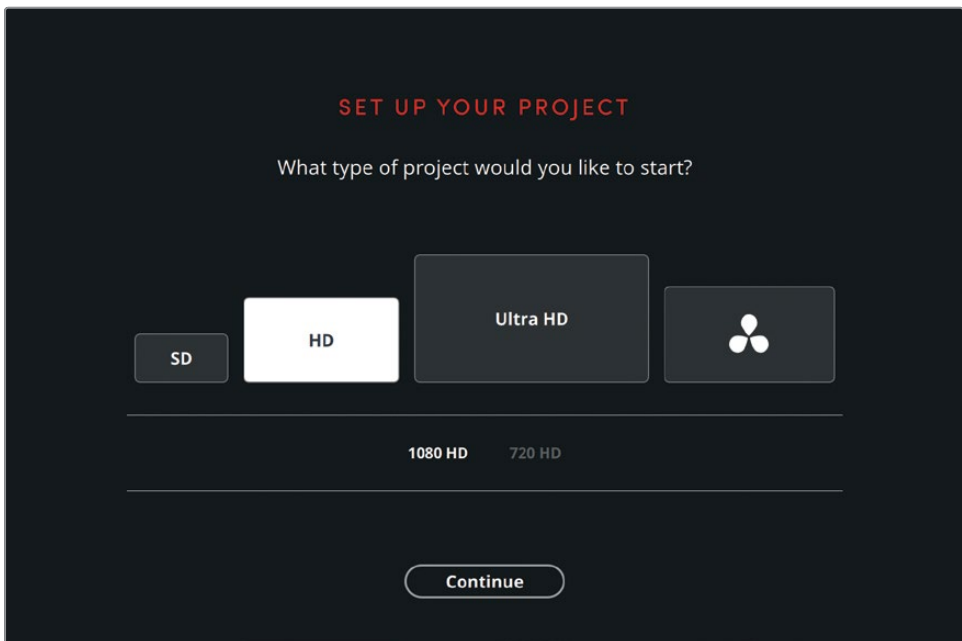 SET UP YOUR PROJECT
What type of project would you like to start?
SD
HD
Ultra HD
1080 HD 720 HD
Continue